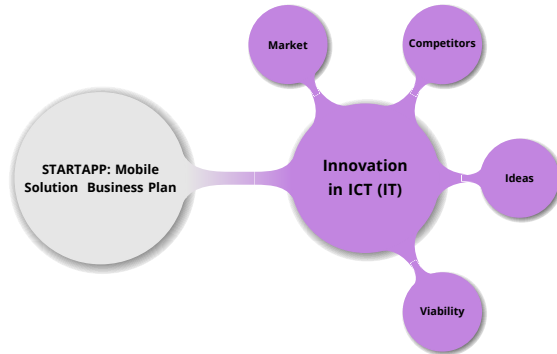 Market
Competitors
STARTAPP: Mobile
Solution  Business Plan
Innovation
in ICT (IT)
Ideas
Viability